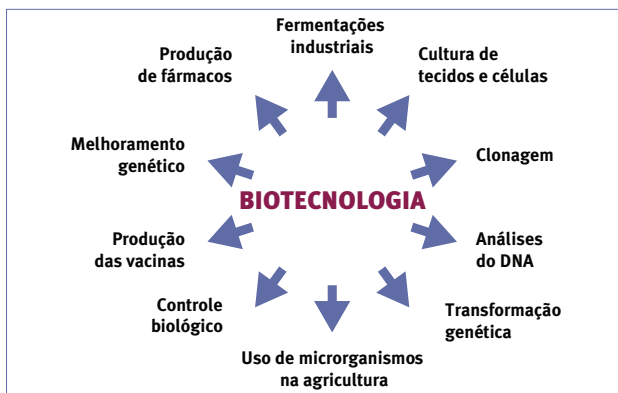 Fermentações
industriais
Produção
de fármacos
Cultura de
tecidos e células
Melhoramento
genético
Clonagem
BIOTECNOLOGIA
Produção
das vacinas
Análises
do DNA
Controle
biológico
Transformação
genética
Uso de microrganismos
na agricultura